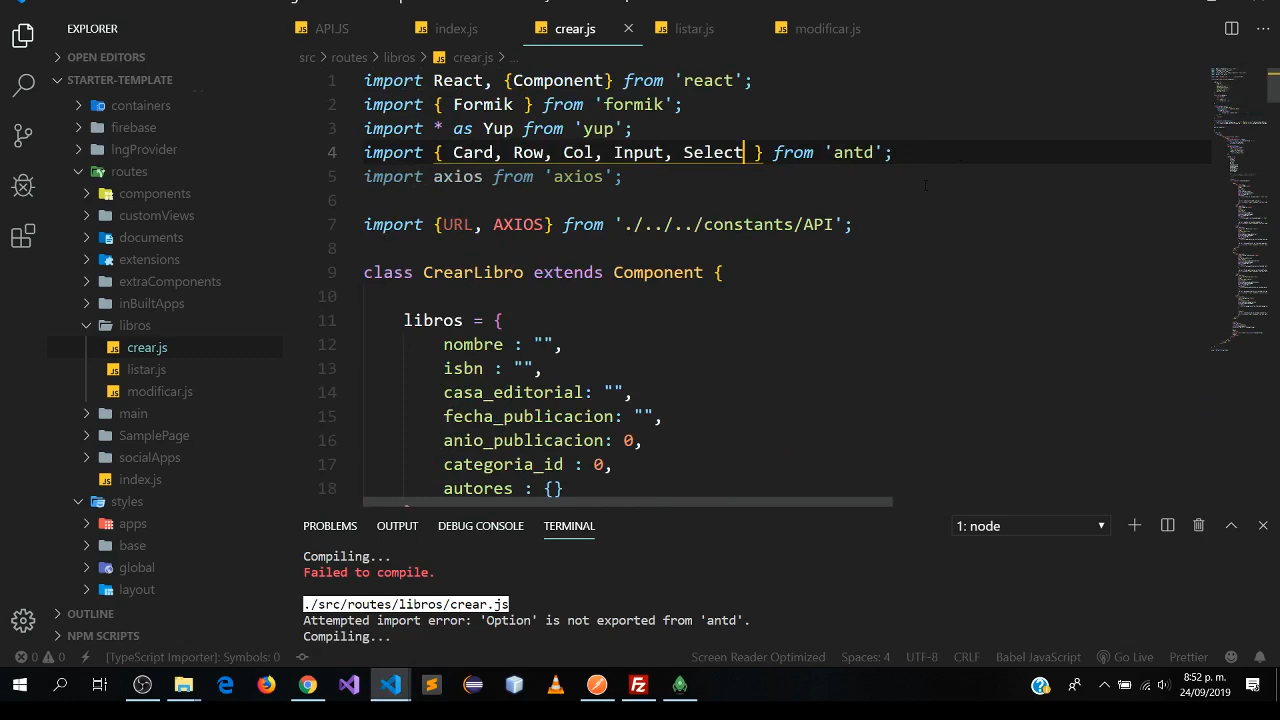 EXPLORER
OPEN EDITORS
STARTER-TEMPLATE
containers
firebase
lngProvider
routes
components
customViews
documents
extensions
extraComponents
inBuiltApps
libros
crear.js
listar.js
modificar.js
main
SamplePage
socialApps
index.js
styles
apps
base
global
layout
OUTLINE
NPM SCRIPTS
JS APIJS JS index.js JS crear.js JS listar.js JS modificar.js
src > routes > libros > JS crear.js > ...
1 import React, {Component} from 'react';
2 import { Formik } from 'formik';
3 import * as Yup from 'yup';
4 import { Card, Row, Col, Input, Select } from 'antd';
5 import axios from 'axios';
6
7 import {URL, AXIOS} from './../../constants/API';
8
9 class CrearLibro extends Component {
10
11 libros = {
12 nombre : "",
13 isbn : "",
14 casa_editorial: "",
15 fecha_publicacion: "",
16 anio_publicacion: 0,
17 categoria_id : 0,
18 autores : {}
PROBLEMS OUTPUT DEBUG CONSOLE TERMINAL 1: node
Compiling...
Failed to compile.
./src/routes/libros/crear.js
Attempted import error: 'Option' is not exported from 'antd'.
Compiling...
0 0 [TypeScript Importer]: Symbols: 0 Screen Reader Optimized Spaces: 4 UTF-8 CRLF Babel JavaScript Go Live Prettier
8:52 p. m.
24/09/2019